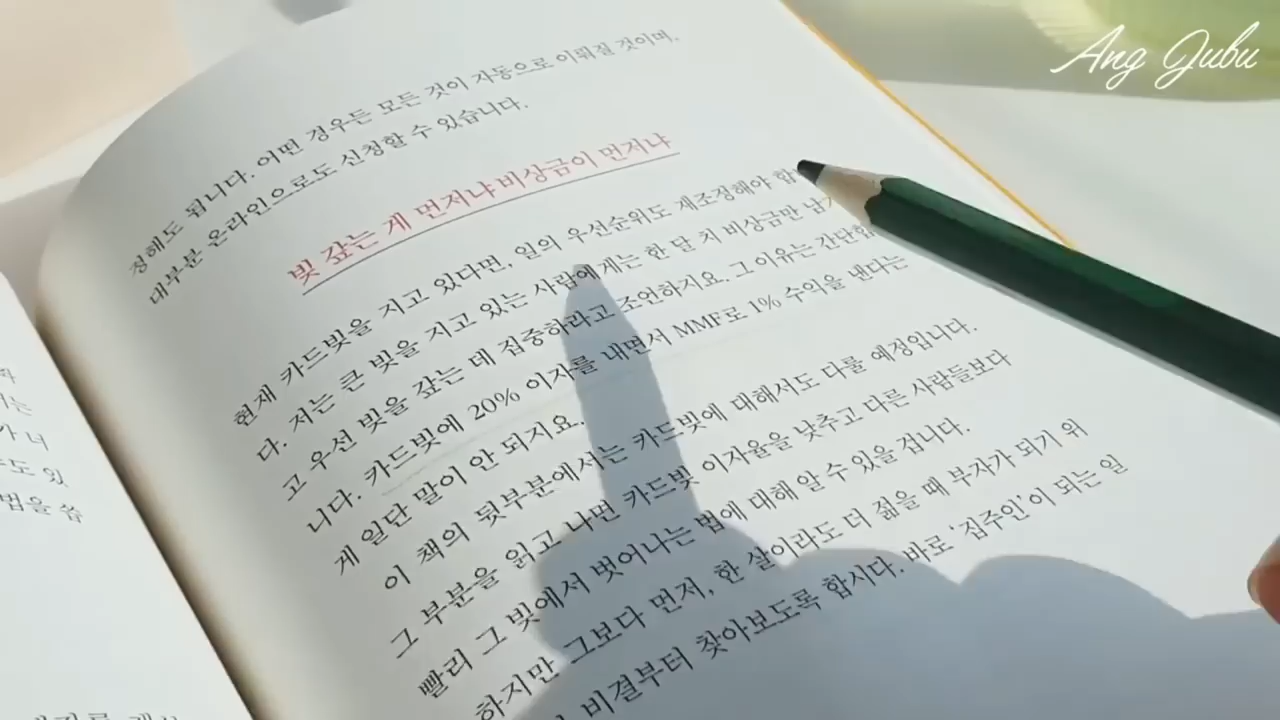 Ang Jubu
정해도 됩니다. 어떤 경우든 모든 것이 자동으로 이뤄질 것이며,
대부분 온라인으로도 신청할 수 있습니다.
빚 갚는 게 먼저냐 비상금이 먼저냐
현재 카드빚을 지고 있다면, 일의 우선순위도 재조정해야 합
다. 저는 큰 빚을 지고 있는 사람에게는 한 달 치 비상금만 남기
고 우선 빚을 갚는 데 집중하라고 조언하지요. 그 이유는 간단합
니다. 카드빚에 20% 이자를 내면서 MMF로 1% 수익을 낸다는
게 일단 말이 안 되지요.
이 책의 뒷부분에서는 카드빚에 대해서도 다룰 예정입니다.
그 부분을 읽고 나면 카드빚 이자율을 낮추고 다른 사람들보다
빨리 그 빚에서 벗어나는 법에 대해 알 수 있을 겁니다.
하지만 그보다 먼저, 한 살이라도 더 젊을 때 부자가 되기 위
비결부터 찾아보도록 합시다. 바로 ‘집주인’이 되는 일
는
가 너
도 있
법을 씀